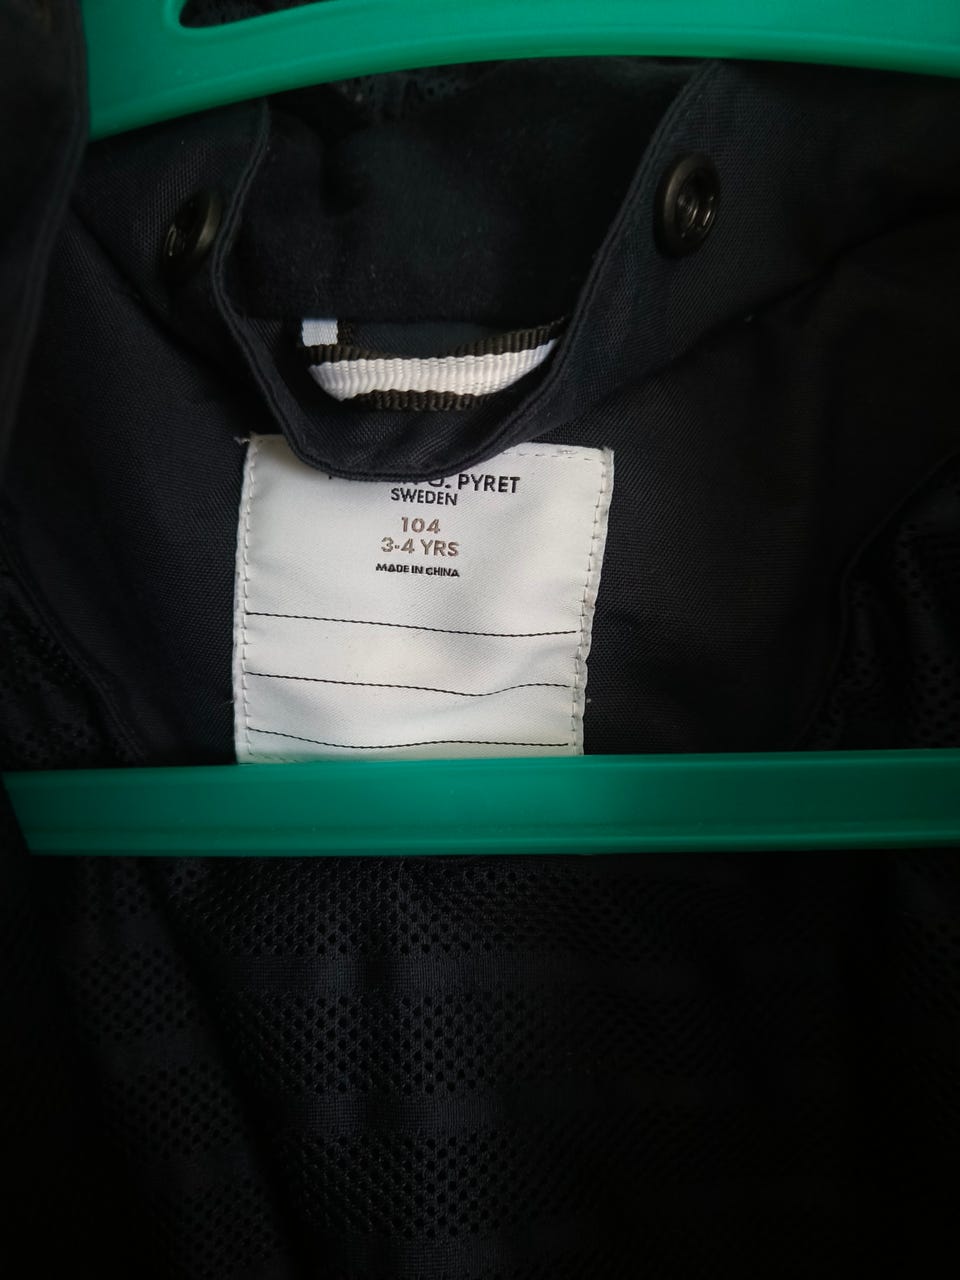 O. PYRET
SWEDEN
104
3-4 YRS
MADE IN CHINA